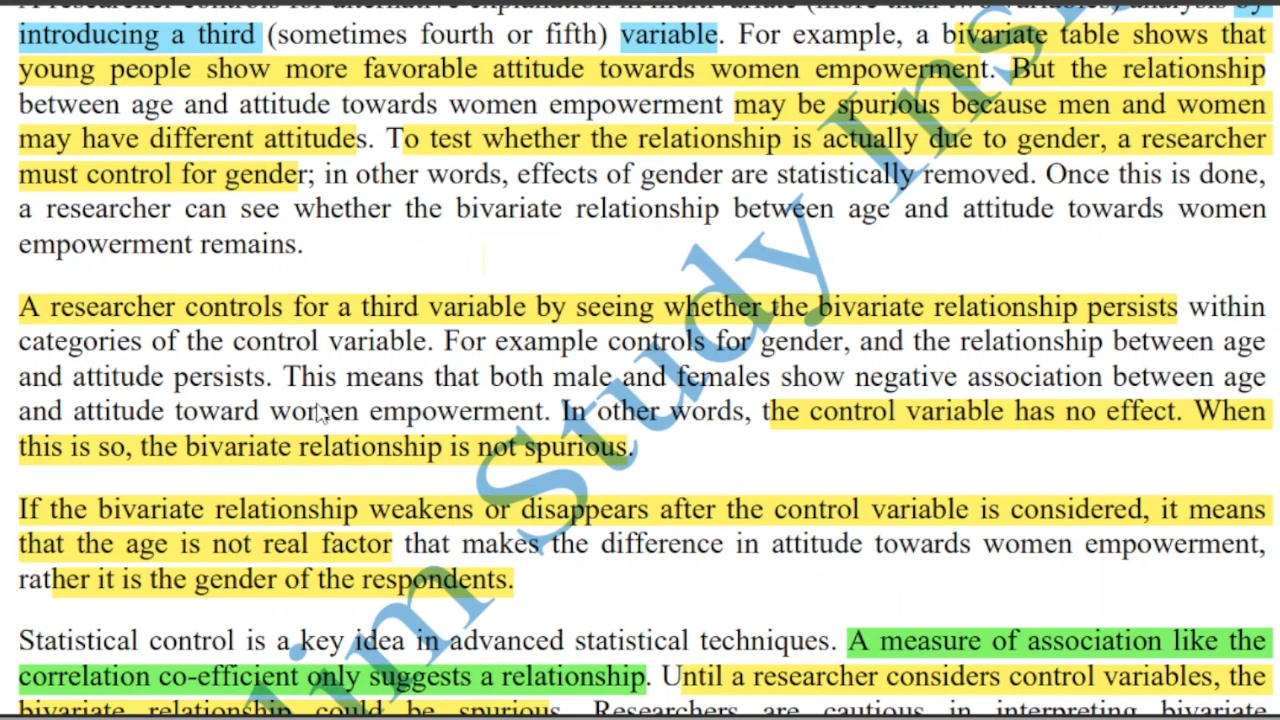 introducing a third (sometimes fourth or fifth) variable. For example, a bivariate table shows that
young people show more favorable attitude towards women empowerment. But the relationship
between age and attitude towards women empowerment may be spurious because men and women
may have different attitudes. To test whether the relationship is actually due to gender, a researcher
must control for gender; in other words, effects of gender are statistically removed. Once this is done,
a researcher can see whether the bivariate relationship between age and attitude towards women
empowerment remains.
A researcher controls for a third variable by seeing whether the bivariate relationship persists within
categories of the control variable. For example controls for gender, and the relationship between age
and attitude persists. This means that both male and females show negative association between age
and attitude toward women empowerment. In other words, the control variable has no effect. When
this is so, the bivariate relationship is not spurious.
If the bivariate relationship weakens or disappears after the control variable is considered, it means
that the age is not real factor that makes the difference in attitude towards women empowerment,
rather it is the gender of the respondents.
Statistical control is a key idea in advanced statistical techniques. A measure of association like the
correlation co-efficient only suggests a relationship. Until a researcher considers control variables, the
bivariate relationship could be spurious. Researchers are cautious in interpreting bivariate
Study